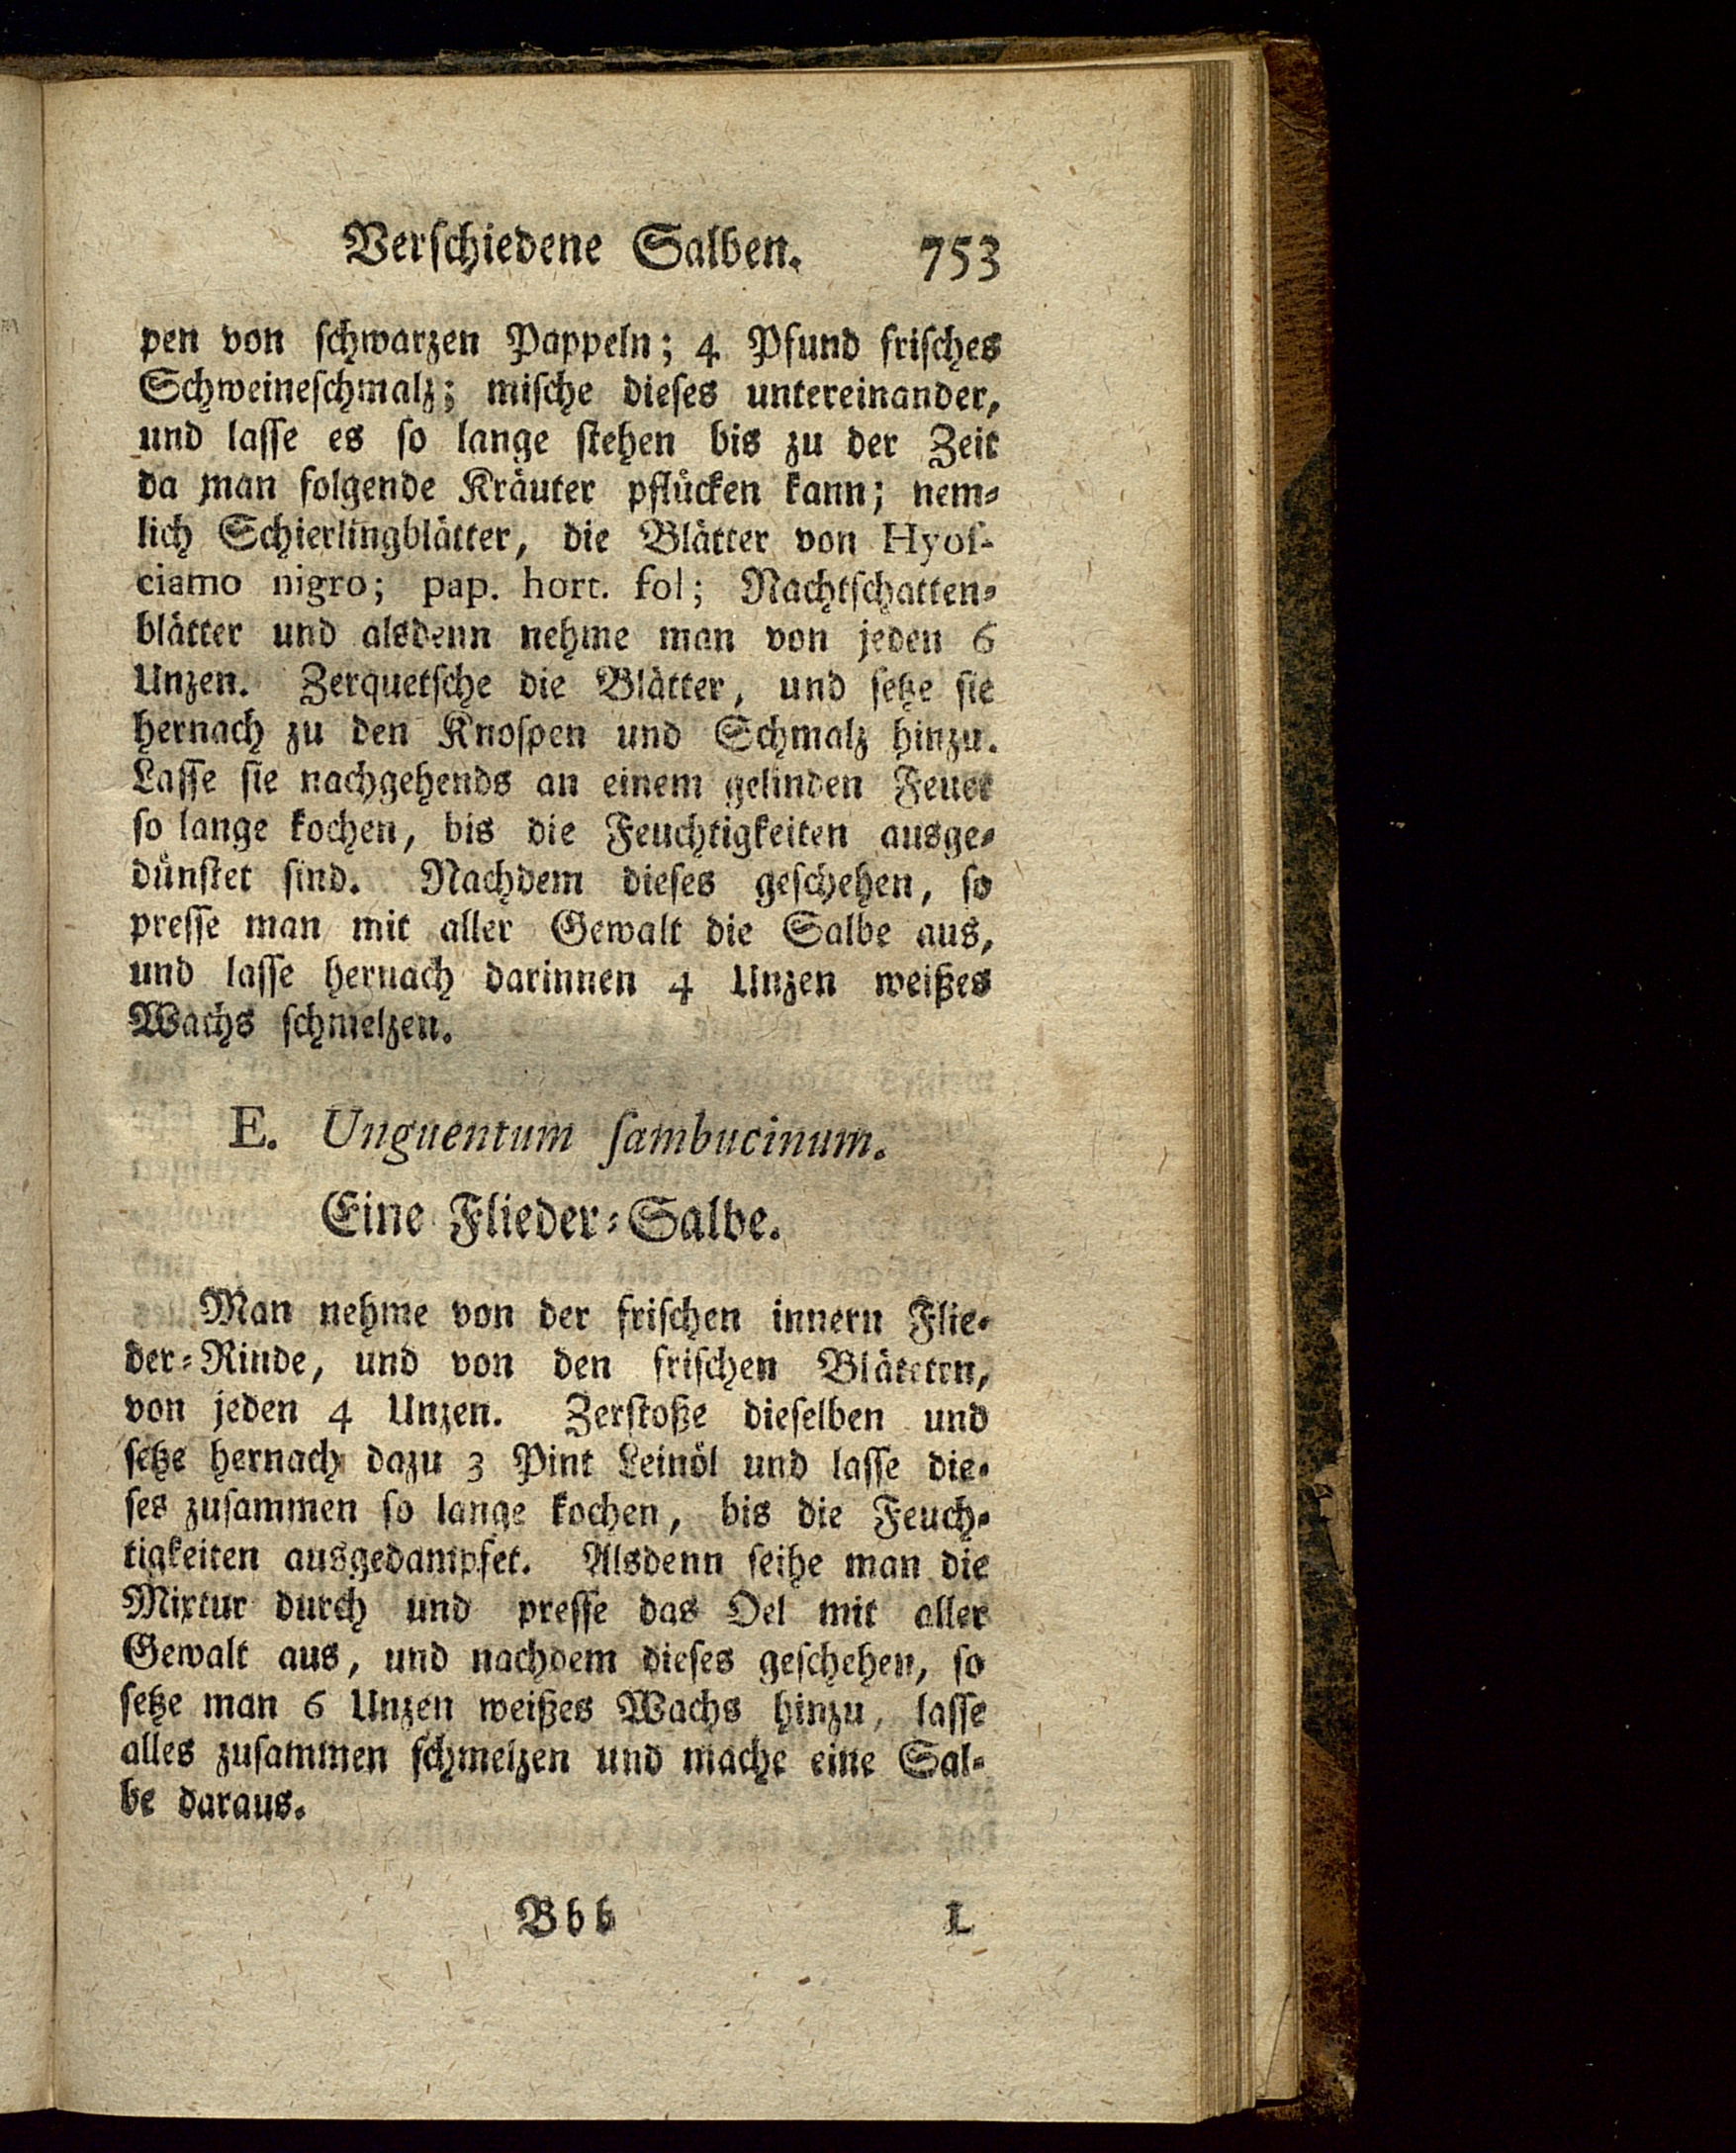 Verschiedene Salben. 753
pen von schwarzen Pappeln; 4 Pfund frisches
Schweineschmalz; mische dieses untereinander,
und lasse es so lange stehen bis zu der Zeit
da man folgende Kräuter pflücken kann; nem⸗
lich Schierlingblätter, die Blätter von Hyoſ-
ciamo nigro; pap. hort. fol; Nachtschatten⸗
blätter und alsdenn nehme man von jeden 6
Unzen. Zerquetsche die Blätter, und setze sie
hernach zu den Knospen und Schmalz hinzu.
Lasse sie nachgehends an einem gelinden Feuer
so lange kochen, bis die Feuchtigkeiten ausge⸗
dünstet sind. Nachdem dieses geschehen, so
presse man mit aller Gewalt die Salbe aus,
und lasse hernach darinnen 4 Unzen weißes
Wachs schmelzen.
E. Unguentum ſambucinum.
Eine Flieder⸗Salbe.
Man nehme von der frischen innern Flie⸗
der⸗Rinde, und von den frischen Blätetrn,
von jeden 4 Unzen. Zerstoße dieselben und
setze hernach dazu 3 Pint Leinöl und lasse die⸗
ses zusammen so lange kochen, bis die Feuch⸗
tigkeiten ausgedampfet. Alsdenn seihe man die
Mixtur durch und presse das Oel mit aller
Gewalt aus, und nachdem dieses geschehen, so
setze man 6 Unzen weißes Wachs hinzu, lasse
alles zusammen schmelzen und mache eine Sal⸗
be daraus.
Bbb I.